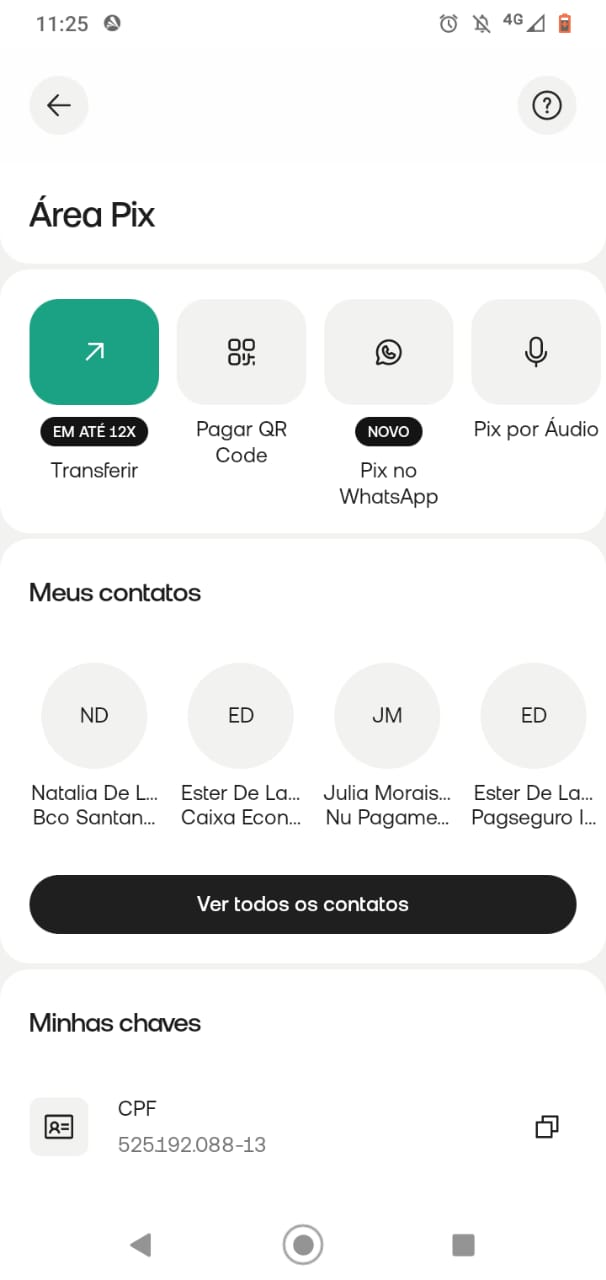 11:25
4G
Área Pix
EM ATÉ 12X
Transferir
Pagar QR
Code
NOVO
Pix no
WhatsApp
Pix por Áudio
Meus contatos
ND
ED
JM
ED
Natalia De L...
Bco Santan...
Ester De La...
Caixa Econ...
Julia Morais...
Nu Pagame...
Ester De La...
Pagseguro I...
Ver todos os contatos
Minhas chaves
CPF
525.192.088-13